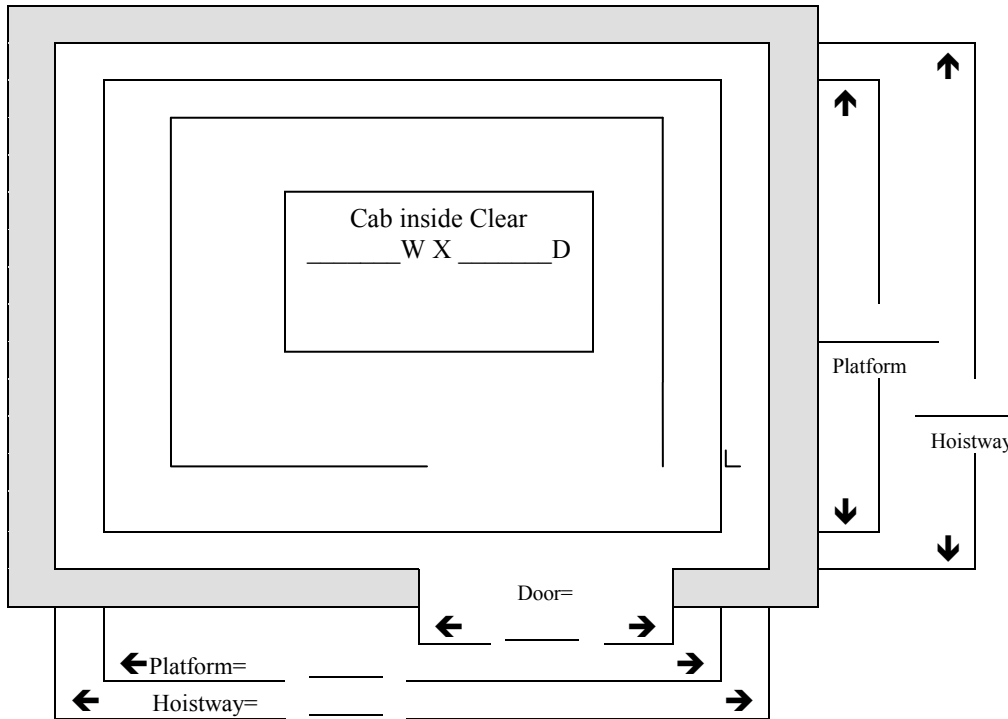 Cab inside Clear
_______W X _______D
Platform
Hoistway
Door=
Platform=
Hoistway=